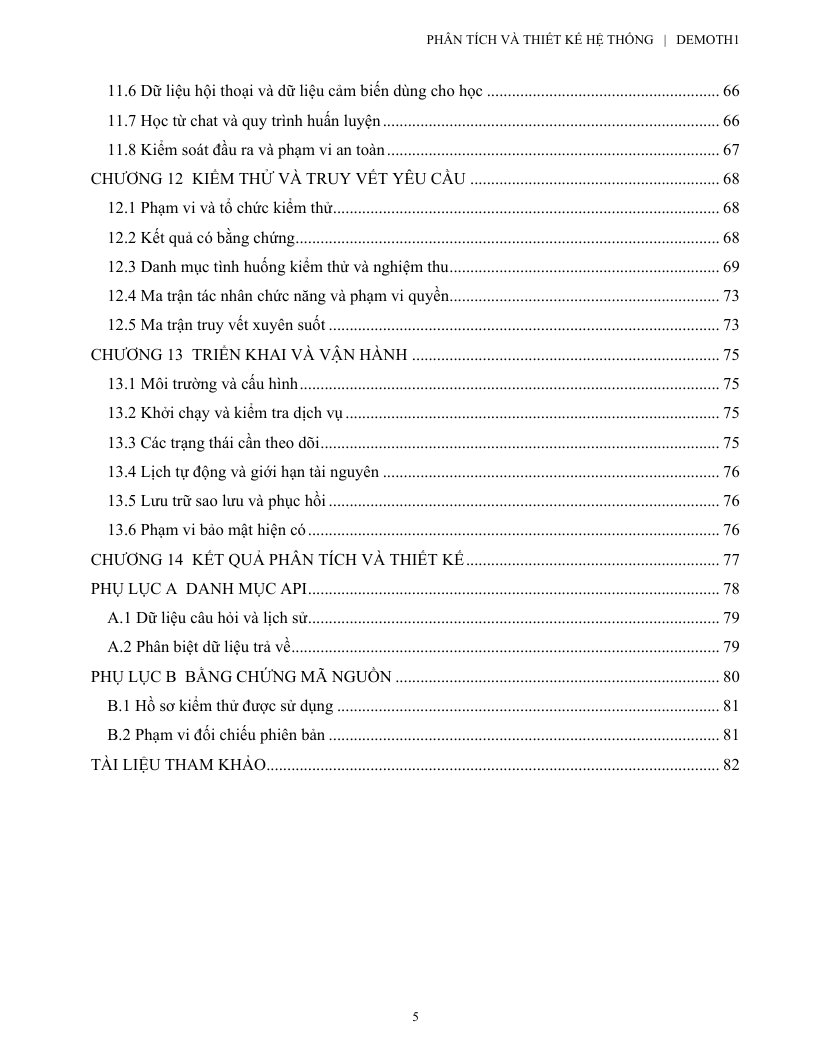 PHÂN TÍCH VÀ THIẾT KẾ HỆ THỐNG | DEMOTH1
11.6 Dữ liệu hội thoại và dữ liệu cảm biến dùng cho học ........................................................ 66
11.7 Học từ chat và quy trình huấn luyện ................................................................................. 66
11.8 Kiểm soát đầu ra và phạm vi an toàn ................................................................................ 67
CHƯƠNG 12 KIỂM THỬ VÀ TRUY VẾT YÊU CẦU ............................................................ 68
12.1 Phạm vi và tổ chức kiểm thử ............................................................................................. 68
12.2 Kết quả có bằng chứng ...................................................................................................... 68
12.3 Danh mục tình huống kiểm thử và nghiệm thu ................................................................. 69
12.4 Ma trận tác nhân chức năng và phạm vi quyền ................................................................. 73
12.5 Ma trận truy vết xuyên suốt .............................................................................................. 73
CHƯƠNG 13 TRIỂN KHAI VÀ VẬN HÀNH .......................................................................... 75
13.1 Môi trường và cấu hình ..................................................................................................... 75
13.2 Khởi chạy và kiểm tra dịch vụ .......................................................................................... 75
13.3 Các trạng thái cần theo dõi ................................................................................................ 75
13.4 Lịch tự động và giới hạn tài nguyên ................................................................................. 76
13.5 Lưu trữ sao lưu và phục hồi .............................................................................................. 76
13.6 Phạm vi bảo mật hiện có ................................................................................................... 76
CHƯƠNG 14 KẾT QUẢ PHÂN TÍCH VÀ THIẾT KẾ ............................................................. 77
PHỤ LỤC A DANH MỤC API ................................................................................................... 78
A.1 Dữ liệu câu hỏi và lịch sử ................................................................................................... 79
A.2 Phân biệt dữ liệu trả về ....................................................................................................... 79
PHỤ LỤC B BẰNG CHỨNG MÃ NGUỒN .............................................................................. 80
B.1 Hồ sơ kiểm thử được sử dụng ............................................................................................ 81
B.2 Phạm vi đối chiếu phiên bản .............................................................................................. 81
TÀI LIỆU THAM KHẢO ............................................................................................................. 82
5